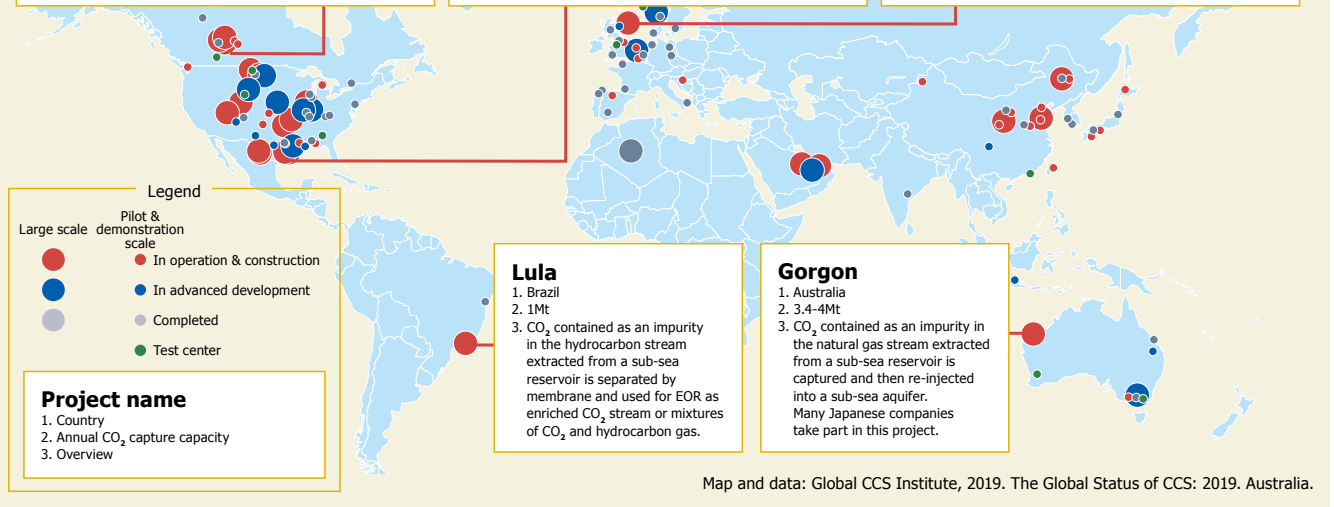 Legend
Large scale
Pilot &
demonstration
scale
In operation & construction
In advanced development
Completed
Test center
Project name
1. Country
2. Annual CO₂ capture capacity
3. Overview
Lula
1. Brazil
2. 1Mt
3. CO₂ contained as an impurity
in the hydrocarbon stream
extracted from a sub-sea
reservoir is separated by
membrane and used for EOR as
enriched CO₂ stream or mixtures
of CO₂ and hydrocarbon gas.
Gorgon
1. Australia
2. 3.4-4Mt
3. CO₂ contained as an impurity in
the natural gas stream extracted
from a sub-sea reservoir is
captured and then re-injected
into a sub-sea aquifer.
Many Japanese companies
take part in this project.
Map and data: Global CCS Institute, 2019. The Global Status of CCS: 2019. Australia.